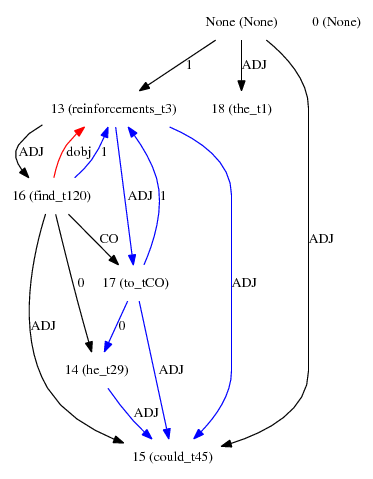 None (None) 0 (None)
1 ADJ
13 (reinforcements_t3) 18 (the_t1)
ADJ dobj 1
16 (find_t120) ADJ 1
CO ADJ
0 17 (to_tCO) ADJ
ADJ 0
14 (he_t29) ADJ
ADJ
15 (could_t45)